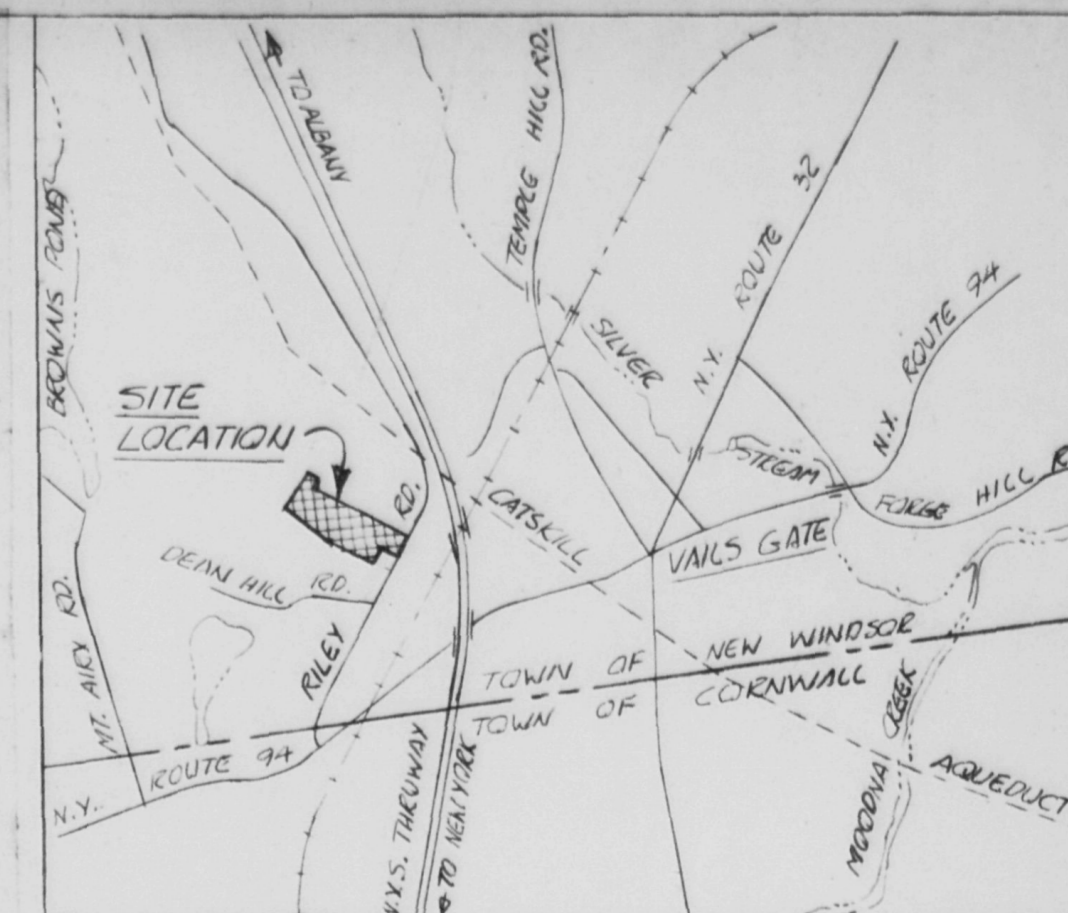 TO ALBANY
TEMPLE HILL RD.
N.Y. ROUTE 32
BROWNS
N.Y. ROUTE 94
SILVER
STREAM
SITE
LOCATION
RD.
CATSKILL
FORGE HILL
VAILS GATE
DEAN HILL RD.
MT. AIRY RD.
RILEY
TOWN OF NEW WINDSOR
TOWN OF CORNWALL
MOODNA CREEK
AQUEDUCT
N.Y. ROUTE 94
N.Y.S. THRUWAY
TO NEW YORK